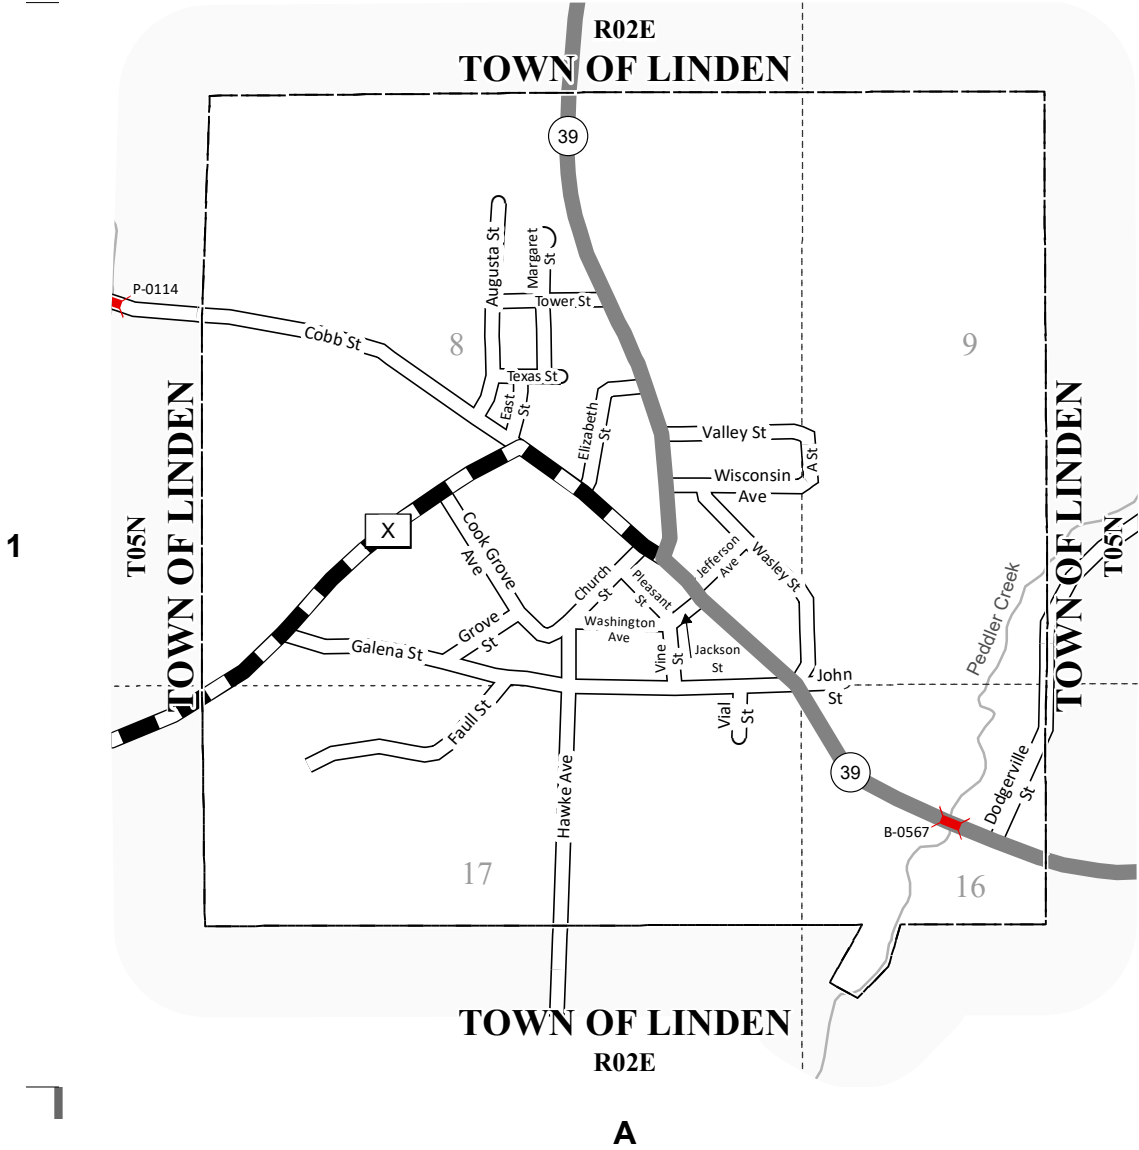 R02E
TOWN OF LINDEN
39
P-0114
Augusta St
Margaret
St
Tower St
Cobb St
8
9
Texas St
East
St
Elizabeth
St
Valley St
A St
Wisconsin
Ave
TOWN OF LINDEN
T05N
1
X
Cook Grove
Ave
Church
St
Pleasant
St
Jefferson
Ave
Wasley St
Peddler Creek
TOWN OF LINDEN
T05N
Grove
St
Washington
Ave
Galena St
Vine
St
Jackson
St
John
St
Faull St
Vial
St
Hawke Ave
39
Dodgerville
St
B-0567
17
16
TOWN OF LINDEN
R02E
A